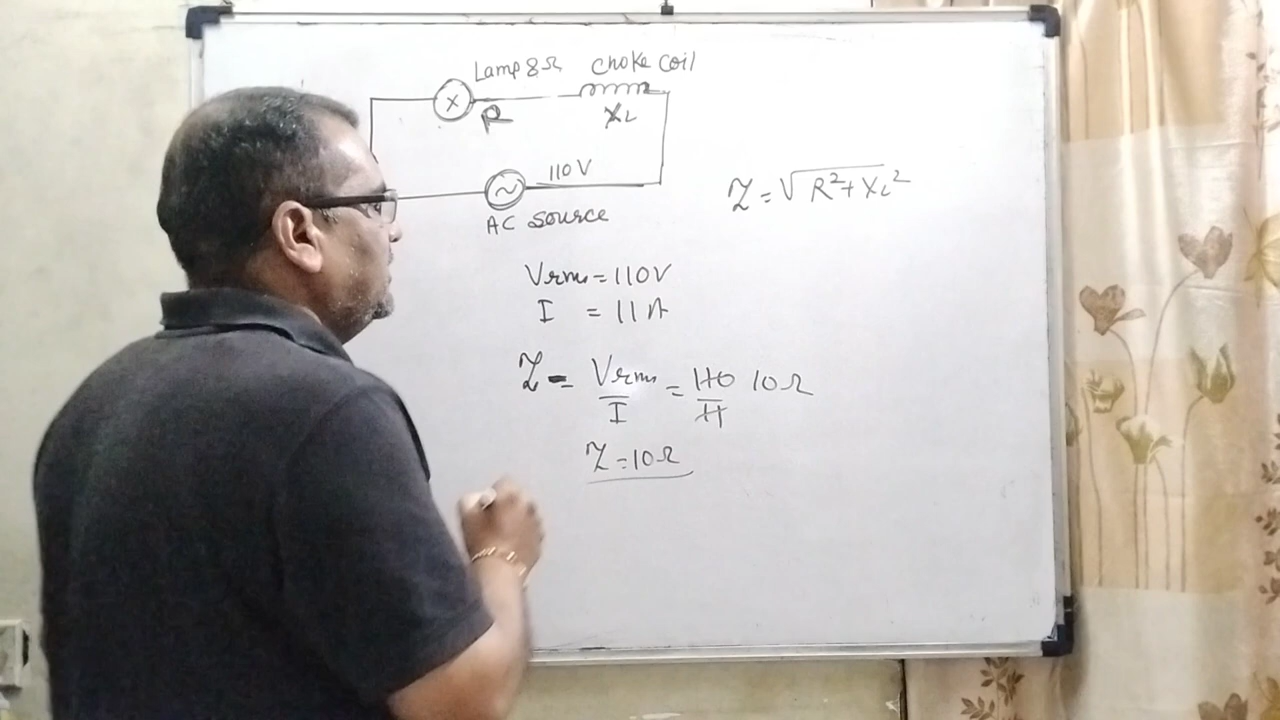 Lamp 8Ω choke coil
X
R XL
110V
AC source
Z = √R²+XL²
Vrms = 110V
I = 11A
Z = Vrms/I = 110/11 10Ω
Z = 10Ω